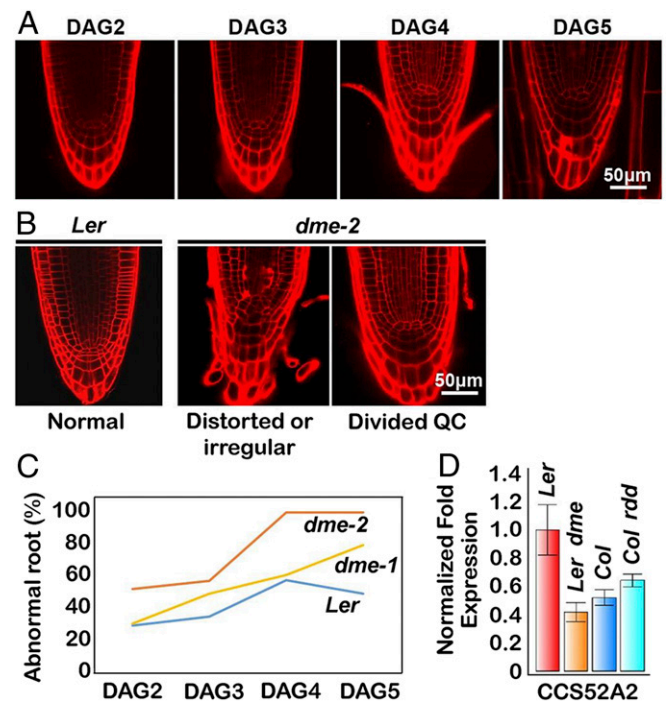 A DAG2 DAG3 DAG4 DAG5
50μm
B Ler dme-2
50μm
Normal Distorted or irregular Divided QC
C
Abnormal root (%)
100
80
60
40
20
0
dme-2
dme-1
Ler
DAG2 DAG3 DAG4 DAG5
D
Normalized Fold Expression
1.4
1.2
1.0
0.8
0.6
0.4
0.2
0
Ler
Ler dme
Col
Col rdd
CCS52A2